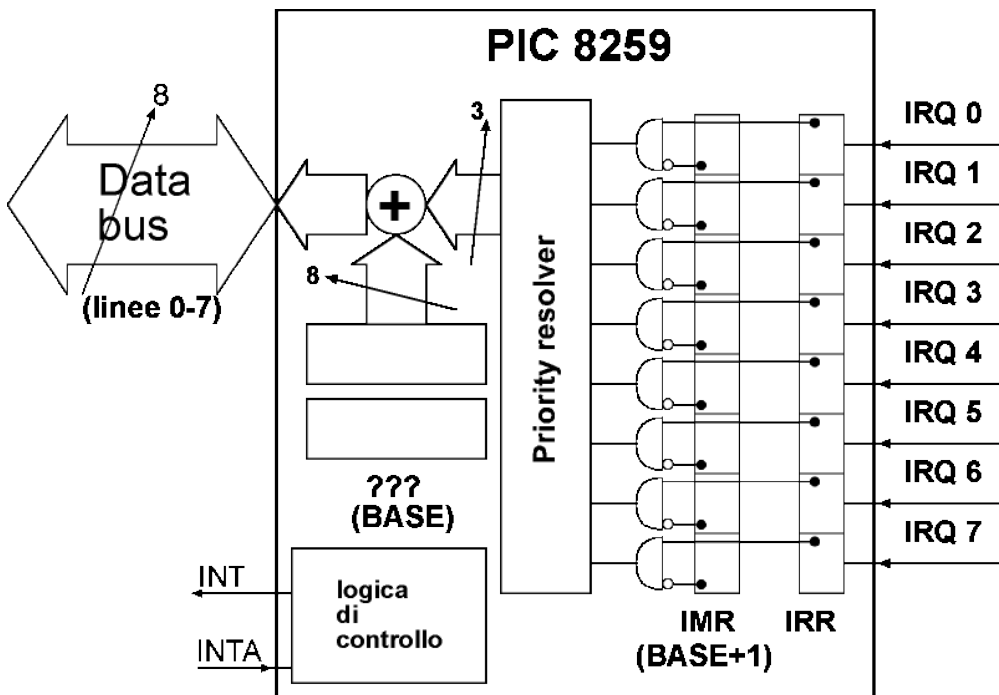 PIC 8259
8
Data
bus
(linee 0-7)
3
8
Priority resolver
???
(BASE)
INT
INTA
logica
di
controllo
IRQ 0
IRQ 1
IRQ 2
IRQ 3
IRQ 4
IRQ 5
IRQ 6
IRQ 7
IMR
(BASE+1)
IRR